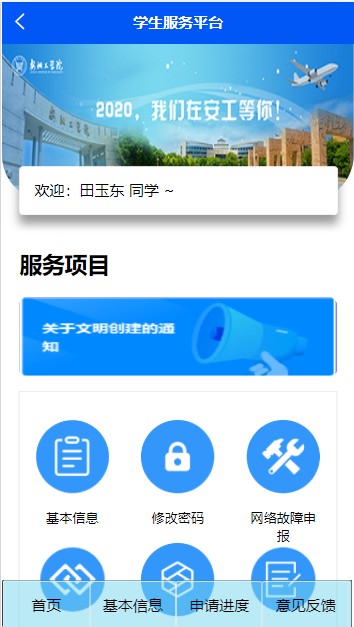 学生服务平台
2020，我们在安工等你！
欢迎：田玉东 同学 ~
服务项目
关于文明创建的通
知
基本信息
修改密码
网络故障申
报
首页
基本信息
申请进度
意见反馈